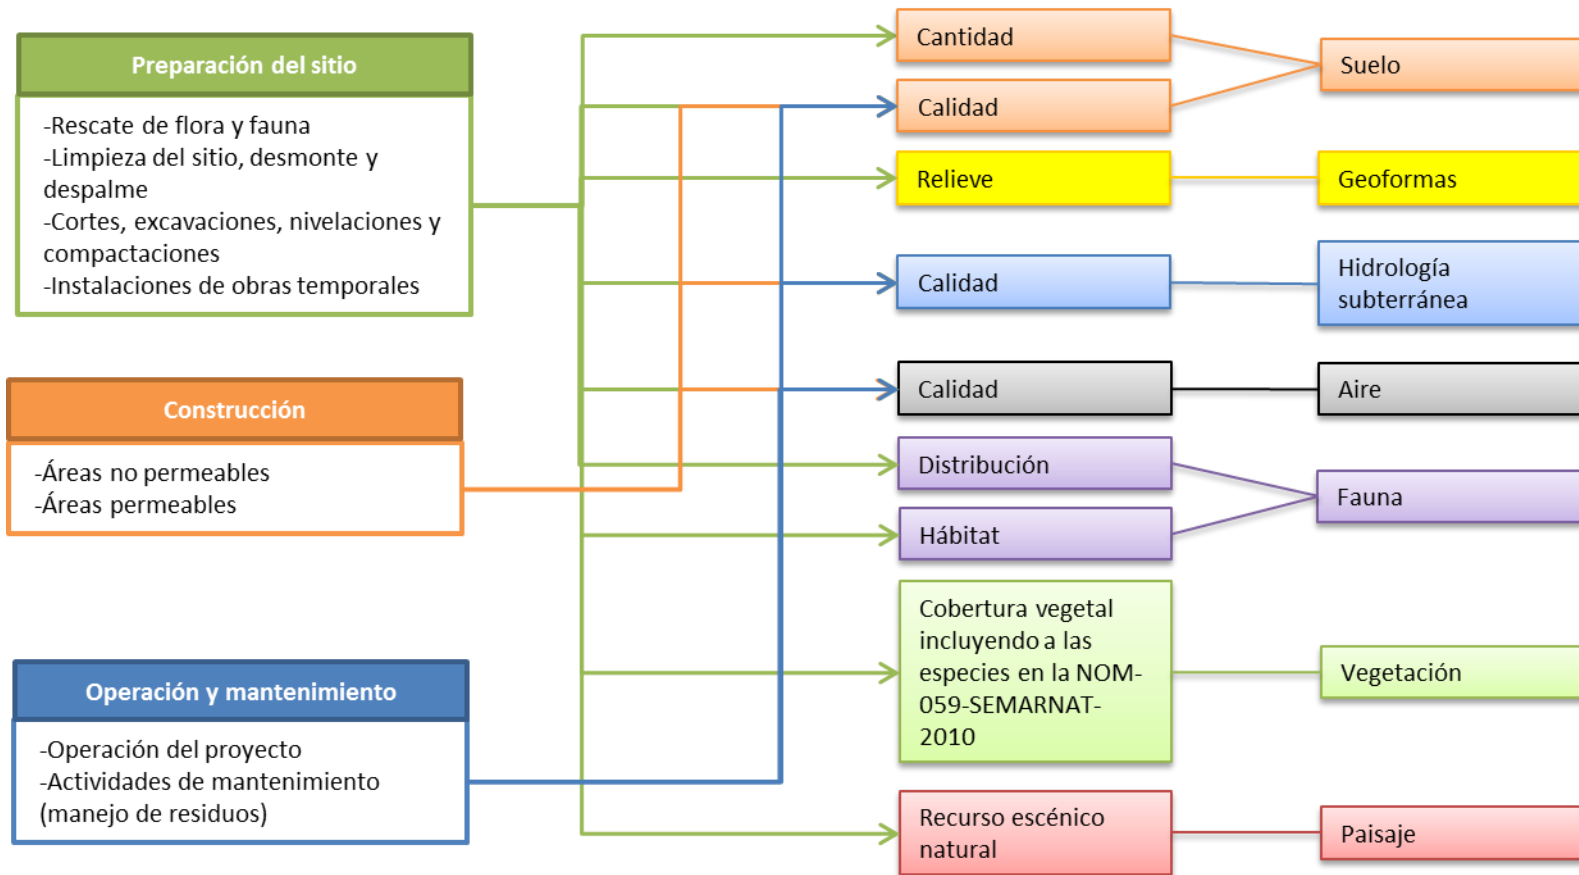 Preparación del sitio
-Rescate de flora y fauna
-Limpieza del sitio, desmonte y
despalme
-Cortes, excavaciones, nivelaciones y
compactaciones
-Instalaciones de obras temporales
Construcción
-Áreas no permeables
-Áreas permeables
Operación y mantenimiento
-Operación del proyecto
-Actividades de mantenimiento
(manejo de residuos)
Cantidad
Calidad
Relieve
Calidad
Calidad
Distribución
Hábitat
Cobertura vegetal
incluyendo a las
especies en la NOM-
059-SEMARNAT-
2010
Recurso escénico
natural
Suelo
Geoformas
Hidrología
subterránea
Aire
Fauna
Vegetación
Paisaje